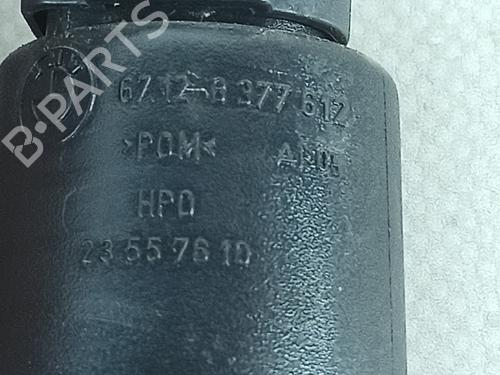 B·PARTS
67.12-8 377 612
>POM<
HPD
23 55 76 10